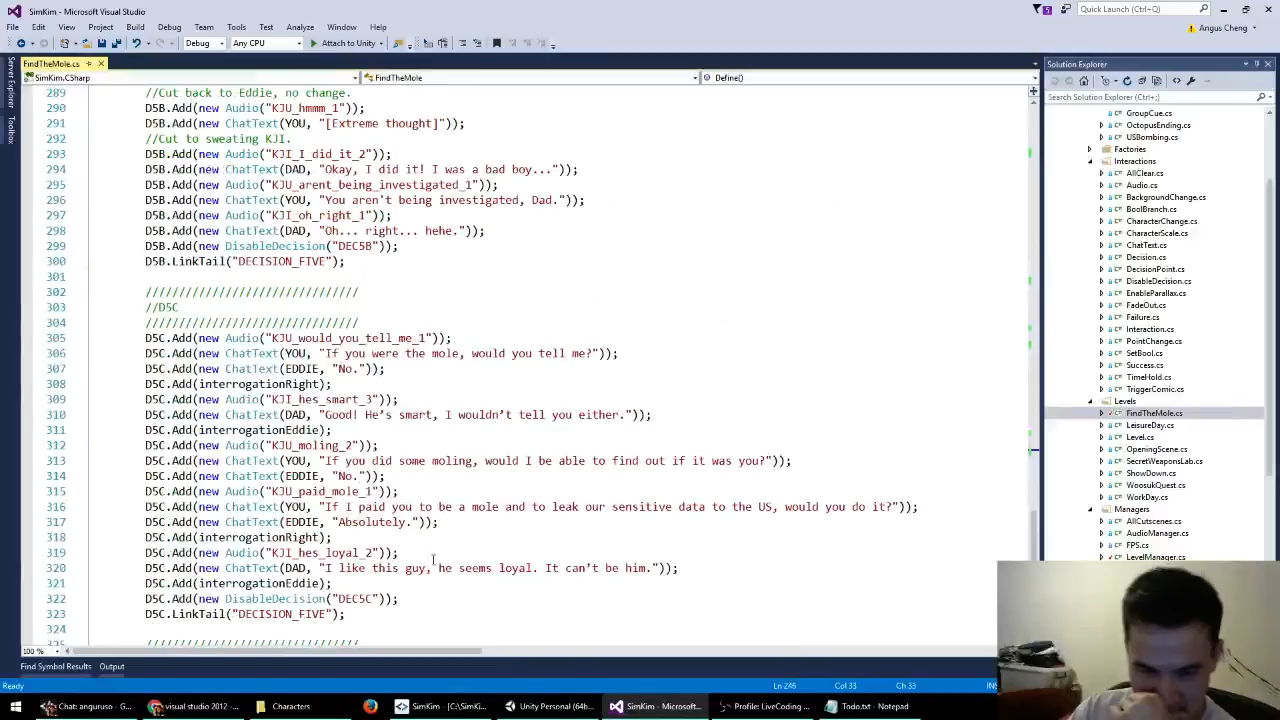 SimKim - Microsoft Visual Studio
5
Quick Launch (Ctrl+Q)
File Edit View Project Build Debug Team Tools Test Analyze Window Help
Angus Cheng
Debug Any CPU Attach to Unity
FindTheMole.cs
SimKim.CSharp FindTheMole Define()
Server Explorer
Toolbox
289 //Cut back to Eddie, no change.
290 D5B.Add(new Audio("KJU_hmmm_1"));
291 D5B.Add(new ChatText(YOU, "[Extreme thought]"));
292 //Cut to sweating KJI.
293 D5B.Add(new Audio("KJI_I_did_it_2"));
294 D5B.Add(new ChatText(DAD, "Okay, I did it! I was a bad boy..."));
295 D5B.Add(new Audio("KJU_arent_being_investigated_1"));
296 D5B.Add(new ChatText(YOU, "You aren't being investigated, Dad."));
297 D5B.Add(new Audio("KJI_oh_right_1"));
298 D5B.Add(new ChatText(DAD, "Oh... right... hehe."));
299 D5B.Add(new DisableDecision("DEC5B"));
300 D5B.LinkTail("DECISION_FIVE");
301
302 ////////////////////////////////
303 //D5C
304 ////////////////////////////////
305 D5C.Add(new Audio("KJU_would_you_tell_me_1"));
306 D5C.Add(new ChatText(YOU, "If you were the mole, would you tell me?"));
307 D5C.Add(new ChatText(EDDIE, "No."));
308 D5C.Add(interrogationRight);
309 D5C.Add(new Audio("KJI_hes_smart_3"));
310 D5C.Add(new ChatText(DAD, "Good! He's smart, I wouldn't tell you either."));
311 D5C.Add(interrogationEddie);
312 D5C.Add(new Audio("KJU_moling_2"));
313 D5C.Add(new ChatText(YOU, "If you did some moling, would I be able to find out if it was you?"));
314 D5C.Add(new ChatText(EDDIE, "No."));
315 D5C.Add(new Audio("KJU_paid_mole_1"));
316 D5C.Add(new ChatText(YOU, "If I paid you to be a mole and to leak our sensitive data to the US, would you do it?"));
317 D5C.Add(new ChatText(EDDIE, "Absolutely."));
318 D5C.Add(interrogationRight);
319 D5C.Add(new Audio("KJI_hes_loyal_2"));
320 D5C.Add(new ChatText(DAD, "I like this guy, he seems loyal. It can't be him."));
321 D5C.Add(interrogationEddie);
322 D5C.Add(new DisableDecision("DEC5C"));
323 D5C.LinkTail("DECISION_FIVE");
324
325 ////////////////////////////////
100 %
Solution Explorer
Search Solution Explorer (Ctrl+;)
GroupCue.cs
OctopusEnding.cs
USBombing.cs
Factories
Interactions
AllClear.cs
Audio.cs
BackgroundChange.cs
BoolBranch.cs
CharacterChange.cs
CharacterScale.cs
ChatText.cs
Decision.cs
DecisionPoint.cs
DisableDecision.cs
EnableParallax.cs
FadeOut.cs
Failure.cs
Interaction.cs
PointChange.cs
SetBool.cs
Success.cs
TimeHold.cs
TriggerComic.cs
Levels
FindTheMole.cs
LeisureDay.cs
Level.cs
OpeningScene.cs
SecretWeaponsLab.cs
ShowDown.cs
WoosukQuest.cs
WorkDay.cs
Managers
AllCutscenes.cs
AudioManager.cs
FPS.cs
LevelManager.cs
Find Symbol Results Output
Ready Ln 246 Col 33 Ch 33 INS
Chat: anguruso - G... visual studio 2012 -... Characters SimKim - [C:\SimKi... Unity Personal (64b... SimKim - Microsoft... Profile: LiveCoding ... Todo.txt - Notepad